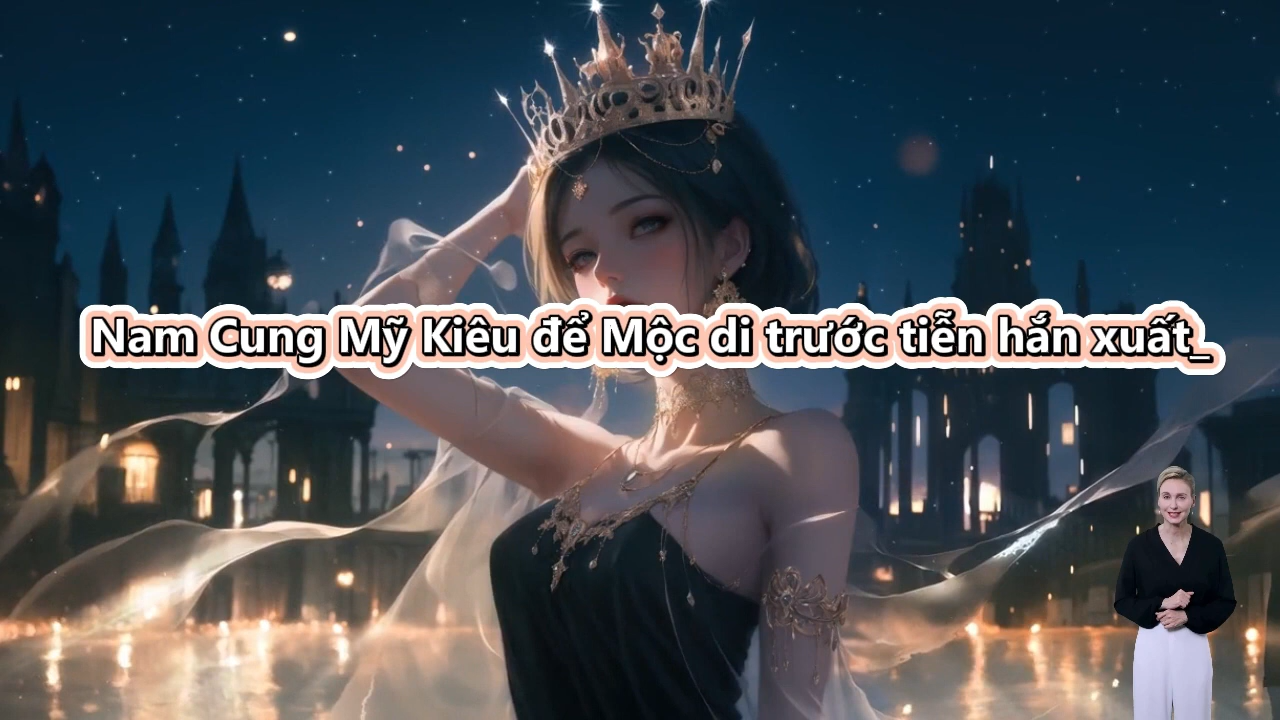 Nam Cung Mỹ Kiêu để Mộc di trước tiễn hắn xuất_